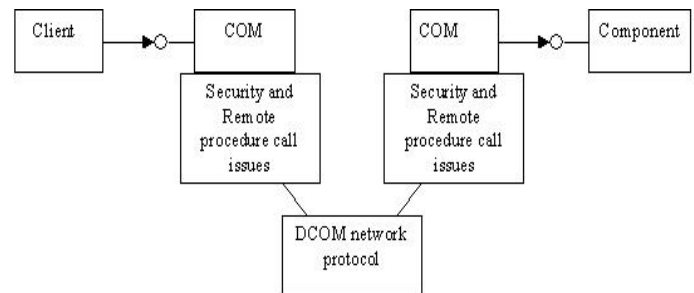 Client
COM
COM
Component
Security and
Remote
procedure call
issues
Security and
Remote
procedure call
issues
DCOM network
protocol